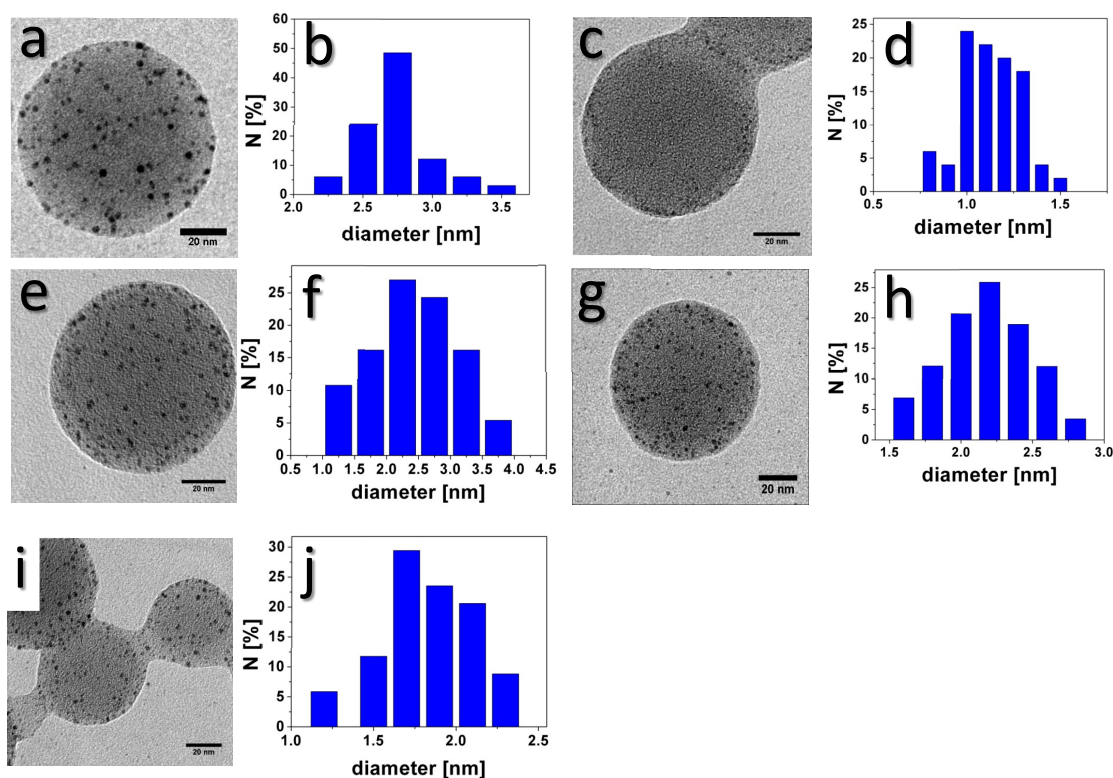 a
20 nm
b
60
50
40
30
20
10
0
N [%]
2.0 2.5 3.0 3.5
diameter [nm]
c
20 nm
d
25
20
15
10
5
0
N [%]
0.5 1.0 1.5
diameter [nm]
e
20 nm
f
25
20
15
10
5
0
N [%]
0.5 1.0 1.5 2.0 2.5 3.0 3.5 4.0 4.5
diameter [nm]
g
20 nm
h
25
20
15
10
5
0
N [%]
1.5 2.0 2.5 3.0
diameter [nm]
i
20 nm
j
30
25
20
15
10
5
0
N [%]
1.0 1.5 2.0 2.5
diameter [nm]